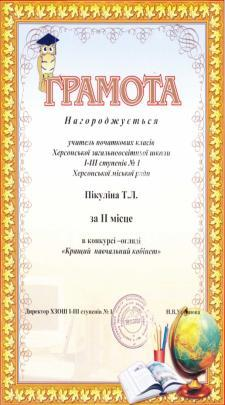 ГРАМОТА
Нагороджується
учитель початкових класів
Херсонської загальноосвітньої школи
І-ІІІ ступенів № 1
Херсонської міської ради
Пікуліна Т.Л.
за ІІ місце
в конкурсі -огляді
«Кращий навчальний кабінет»
Директор ХЗОШ І-ІІІ ступенів № 1 Н.В.